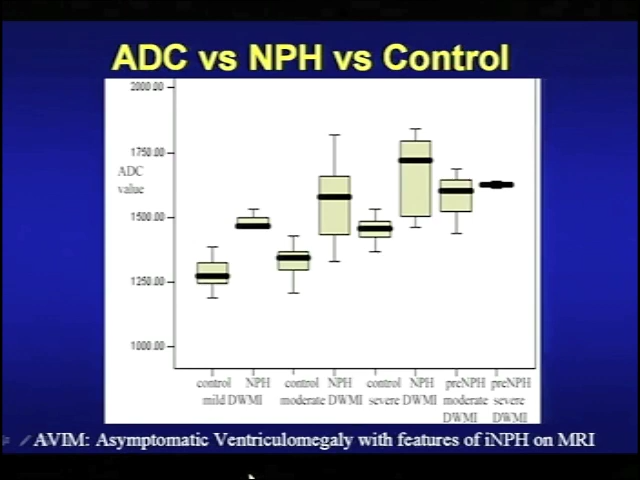 ADC vs NPH vs Control
2000.00
1750.00
ADC
value
1500.00
1250.00
1000.00
control NPH control NPH control NPH preNPH preNPH
mild DWMI moderate DWMI severe DWMI moderate severe
DWMI DWMI
AVIM: Asymptomatic Ventriculomegaly with features of iNPH on MRI